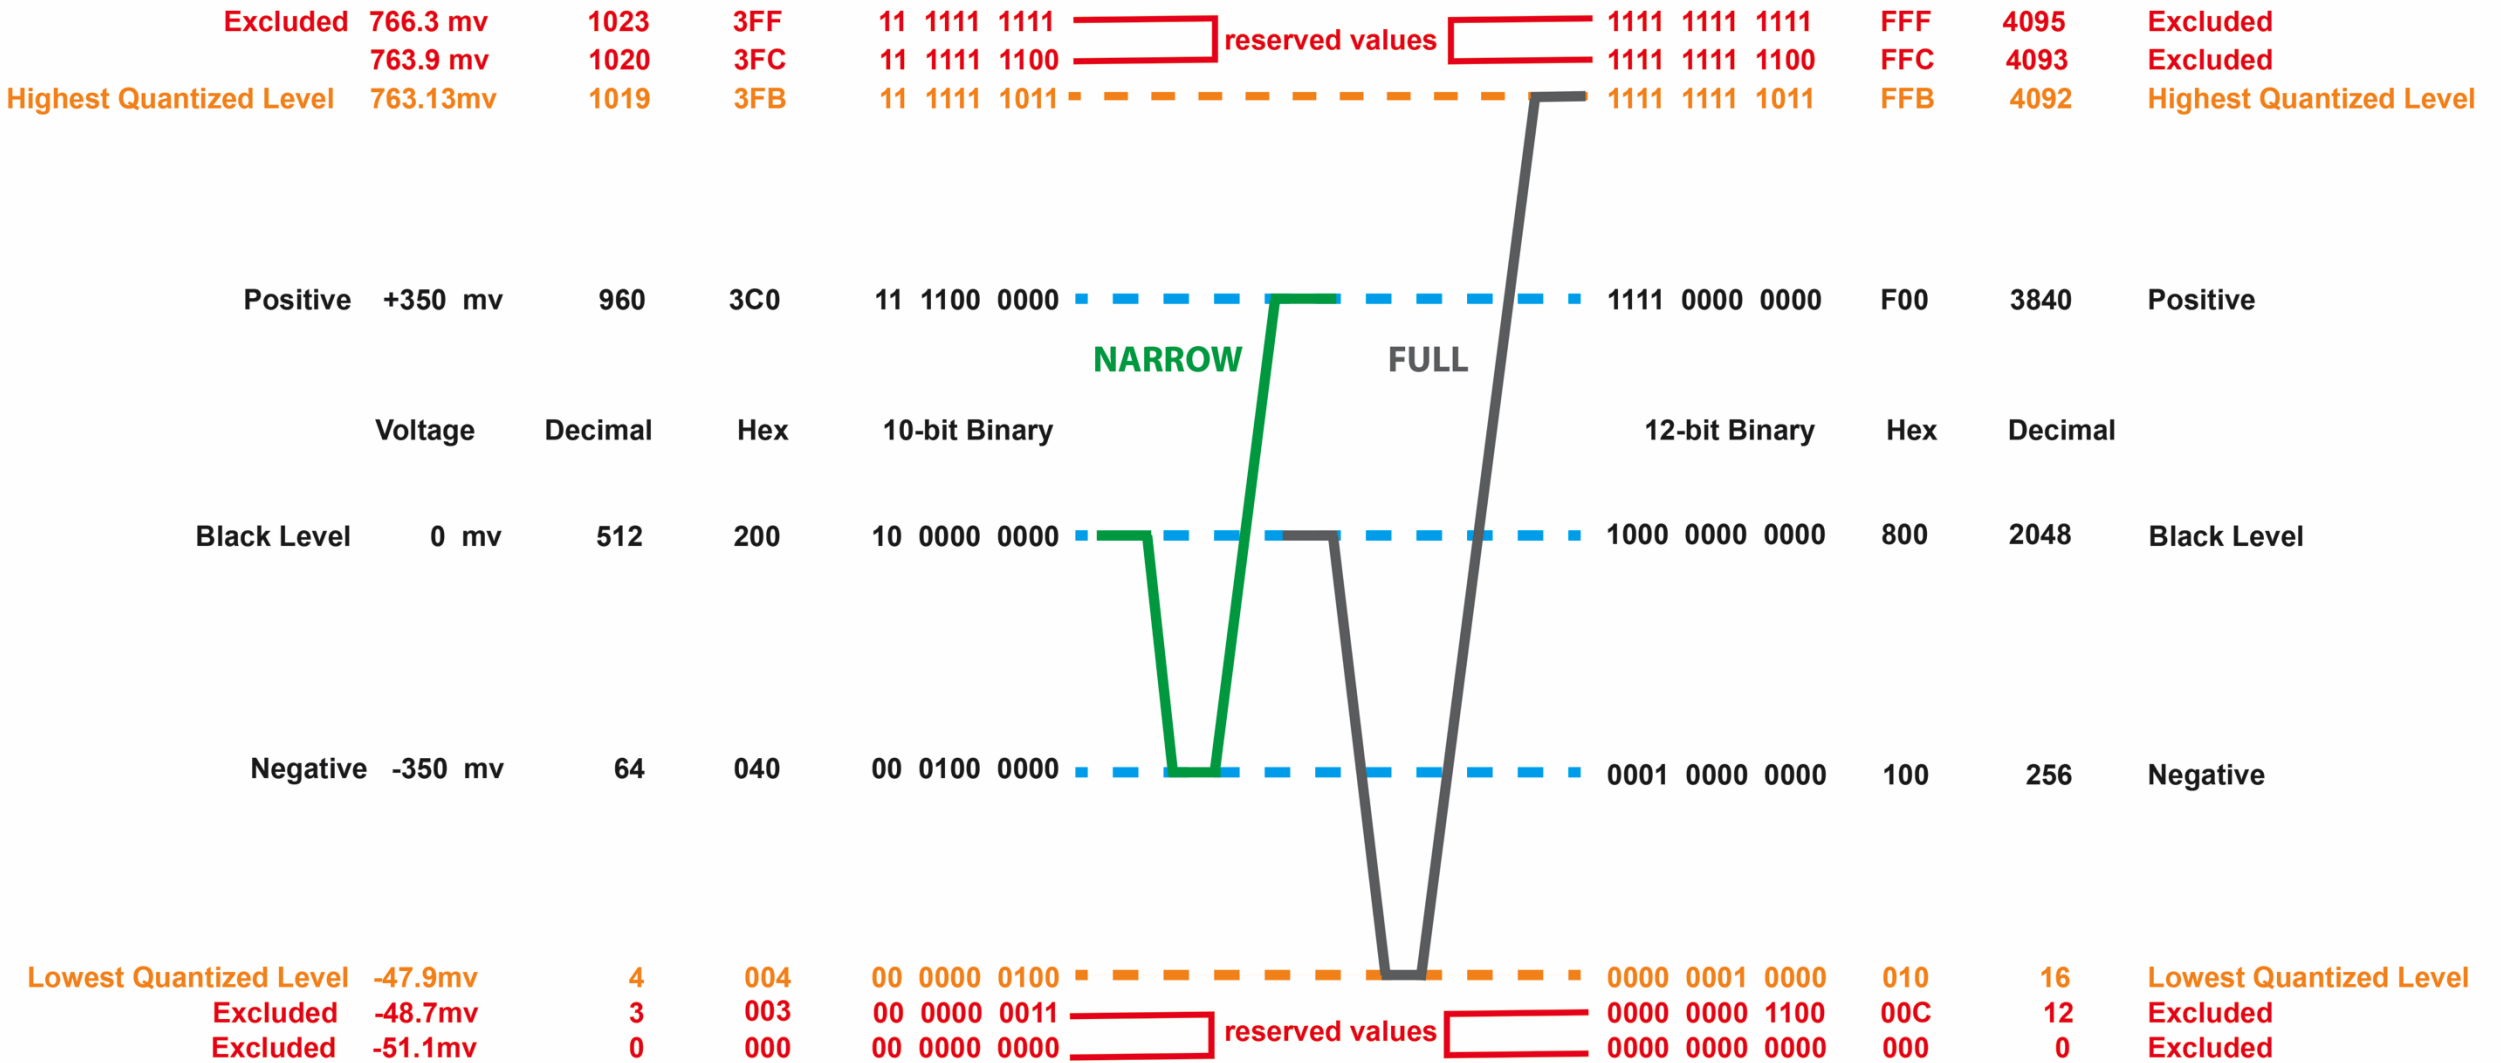 Excluded 766.3 mv 1023 3FF 11 1111 1111 1111 1111 1111 FFF 4095 Excluded
reserved values reserved values
763.9 mv 1020 3FC 11 1111 1100 1111 1111 1100 FFC 4093 Excluded
Highest Quantized Level 763.13mv 1019 3FB 11 1111 1011 1111 1111 1011 FFB 4092 Highest Quantized Level
Positive +350 mv 960 3C0 11 1100 0000 1111 0000 0000 F00 3840 Positive
NARROW FULL
Voltage Decimal Hex 10-bit Binary 12-bit Binary Hex Decimal
Black Level 0 mv 512 200 10 0000 0000 1000 0000 0000 800 2048 Black Level
Negative -350 mv 64 040 00 0100 0000 0001 0000 0000 100 256 Negative
Lowest Quantized Level -47.9mv 4 004 00 0000 0100 0000 0001 0000 010 16 Lowest Quantized Level
Excluded -48.7mv 3 003 00 0000 0011 0000 0000 1100 00C 12 Excluded
Excluded -51.1mv 0 000 00 0000 0000 0000 0000 0000 000 0 Excluded